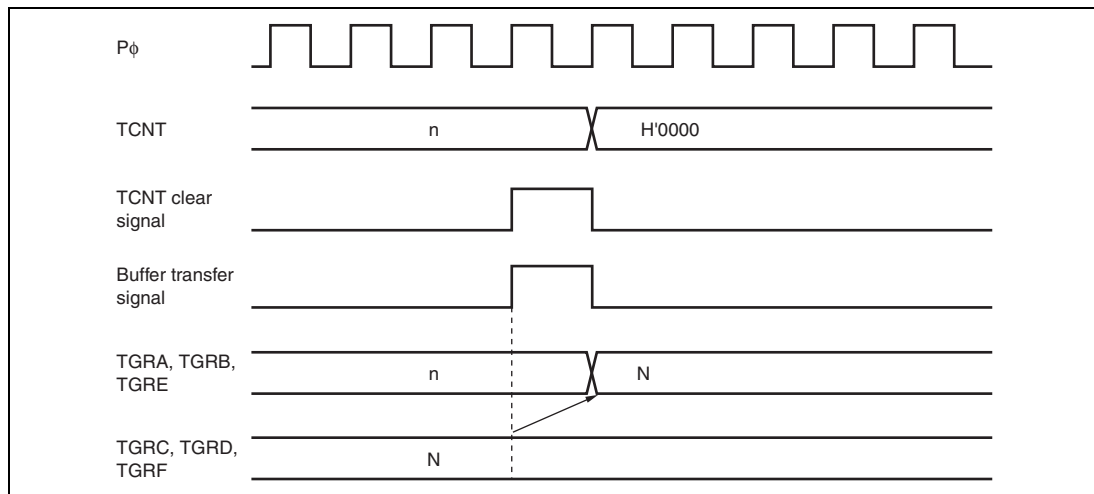 Pϕ
TCNT
n
H'0000
TCNT clear
signal
Buffer transfer
signal
TGRA, TGRB,
TGRE
n
N
TGRC, TGRD,
TGRF
N